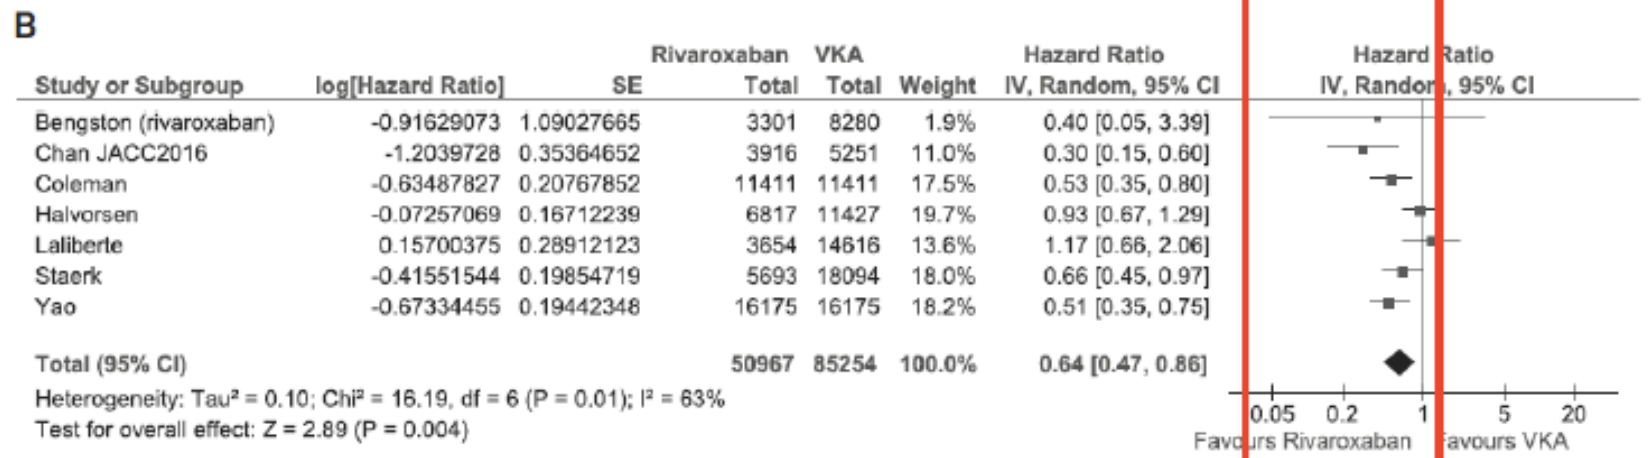 B
Rivaroxaban VKA Hazard Ratio Hazard Ratio
Study or Subgroup log[Hazard Ratio] SE Total Total Weight IV, Random, 95% CI IV, Random, 95% CI
Bengston (rivaroxaban) -0.91629073 1.09027665 3301 8280 1.9% 0.40 [0.05, 3.39]
Chan JACC2016 -1.2039728 0.35364652 3916 5251 11.0% 0.30 [0.15, 0.60]
Coleman -0.63487827 0.20767852 11411 11411 17.5% 0.53 [0.35, 0.80]
Halvorsen -0.07257069 0.16712239 6817 11427 19.7% 0.93 [0.67, 1.29]
Laliberte 0.15700375 0.28912123 3654 14616 13.6% 1.17 [0.66, 2.06]
Staerk -0.41551544 0.19854719 5693 18094 18.0% 0.66 [0.45, 0.97]
Yao -0.67334455 0.19442348 16175 16175 18.2% 0.51 [0.35, 0.75]
Total (95% CI) 50967 85254 100.0% 0.64 [0.47, 0.86]
Heterogeneity: Tau² = 0.10; Chi² = 16.19, df = 6 (P = 0.01); I² = 63%
Test for overall effect: Z = 2.89 (P = 0.004)
0.05 0.2 1 5 20
Favours Rivaroxaban Favours VKA